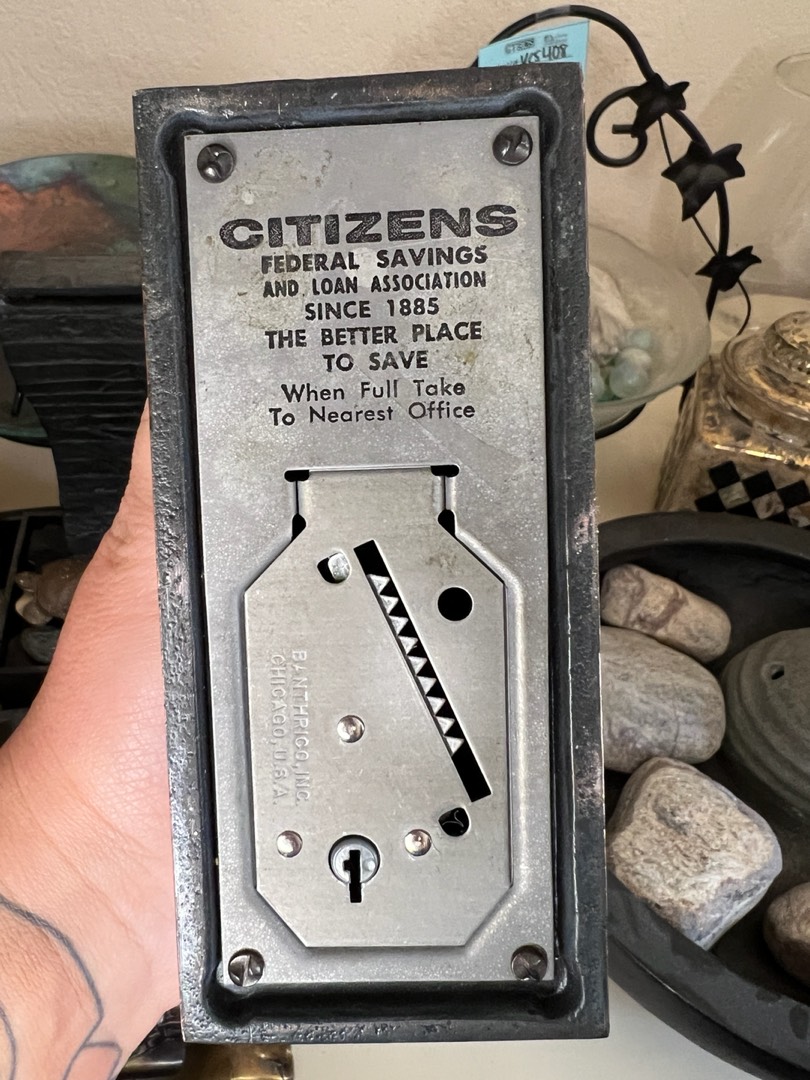 VCS408
CITIZENS
FEDERAL SAVINGS
AND LOAN ASSOCIATION
SINCE 1885
THE BETTER PLACE
TO SAVE
When Full Take
To Nearest Office
BANTHRICO, INC.
CHICAGO, U.S.A.